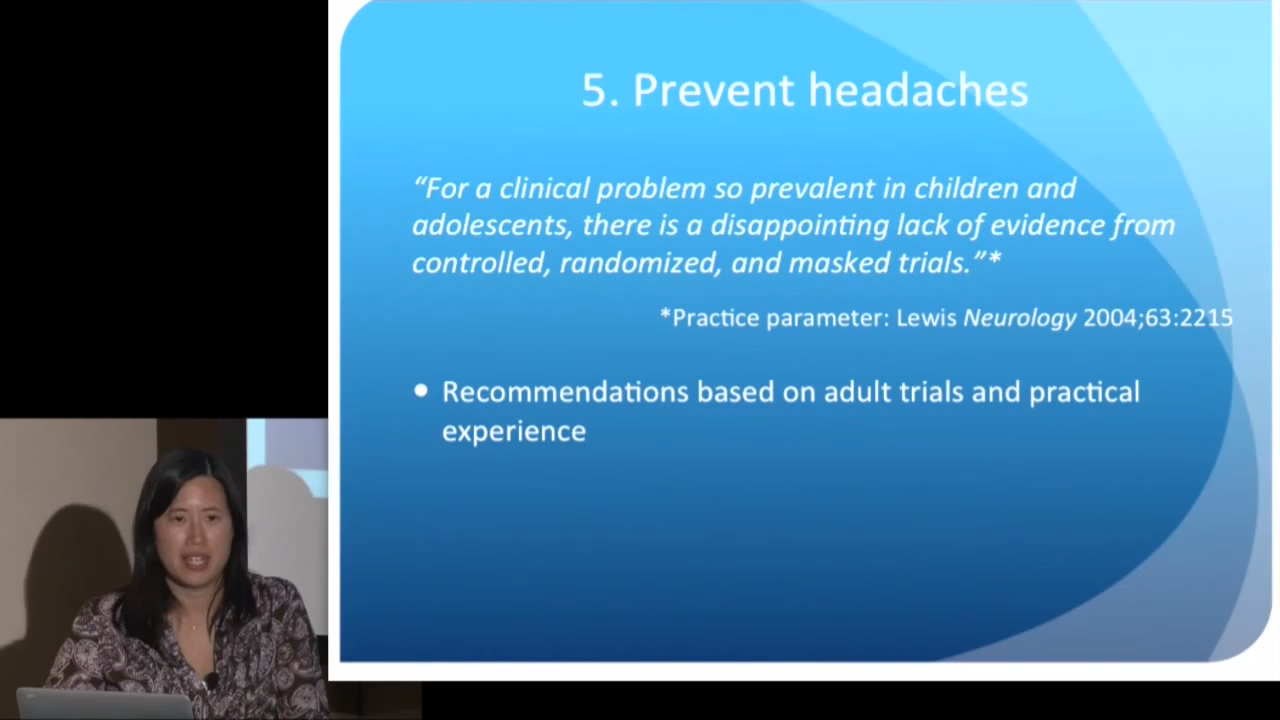 5. Prevent headaches
“For a clinical problem so prevalent in children and
adolescents, there is a disappointing lack of evidence from
controlled, randomized, and masked trials.”*
*Practice parameter: Lewis Neurology 2004;63:2215
• Recommendations based on adult trials and practical
experience